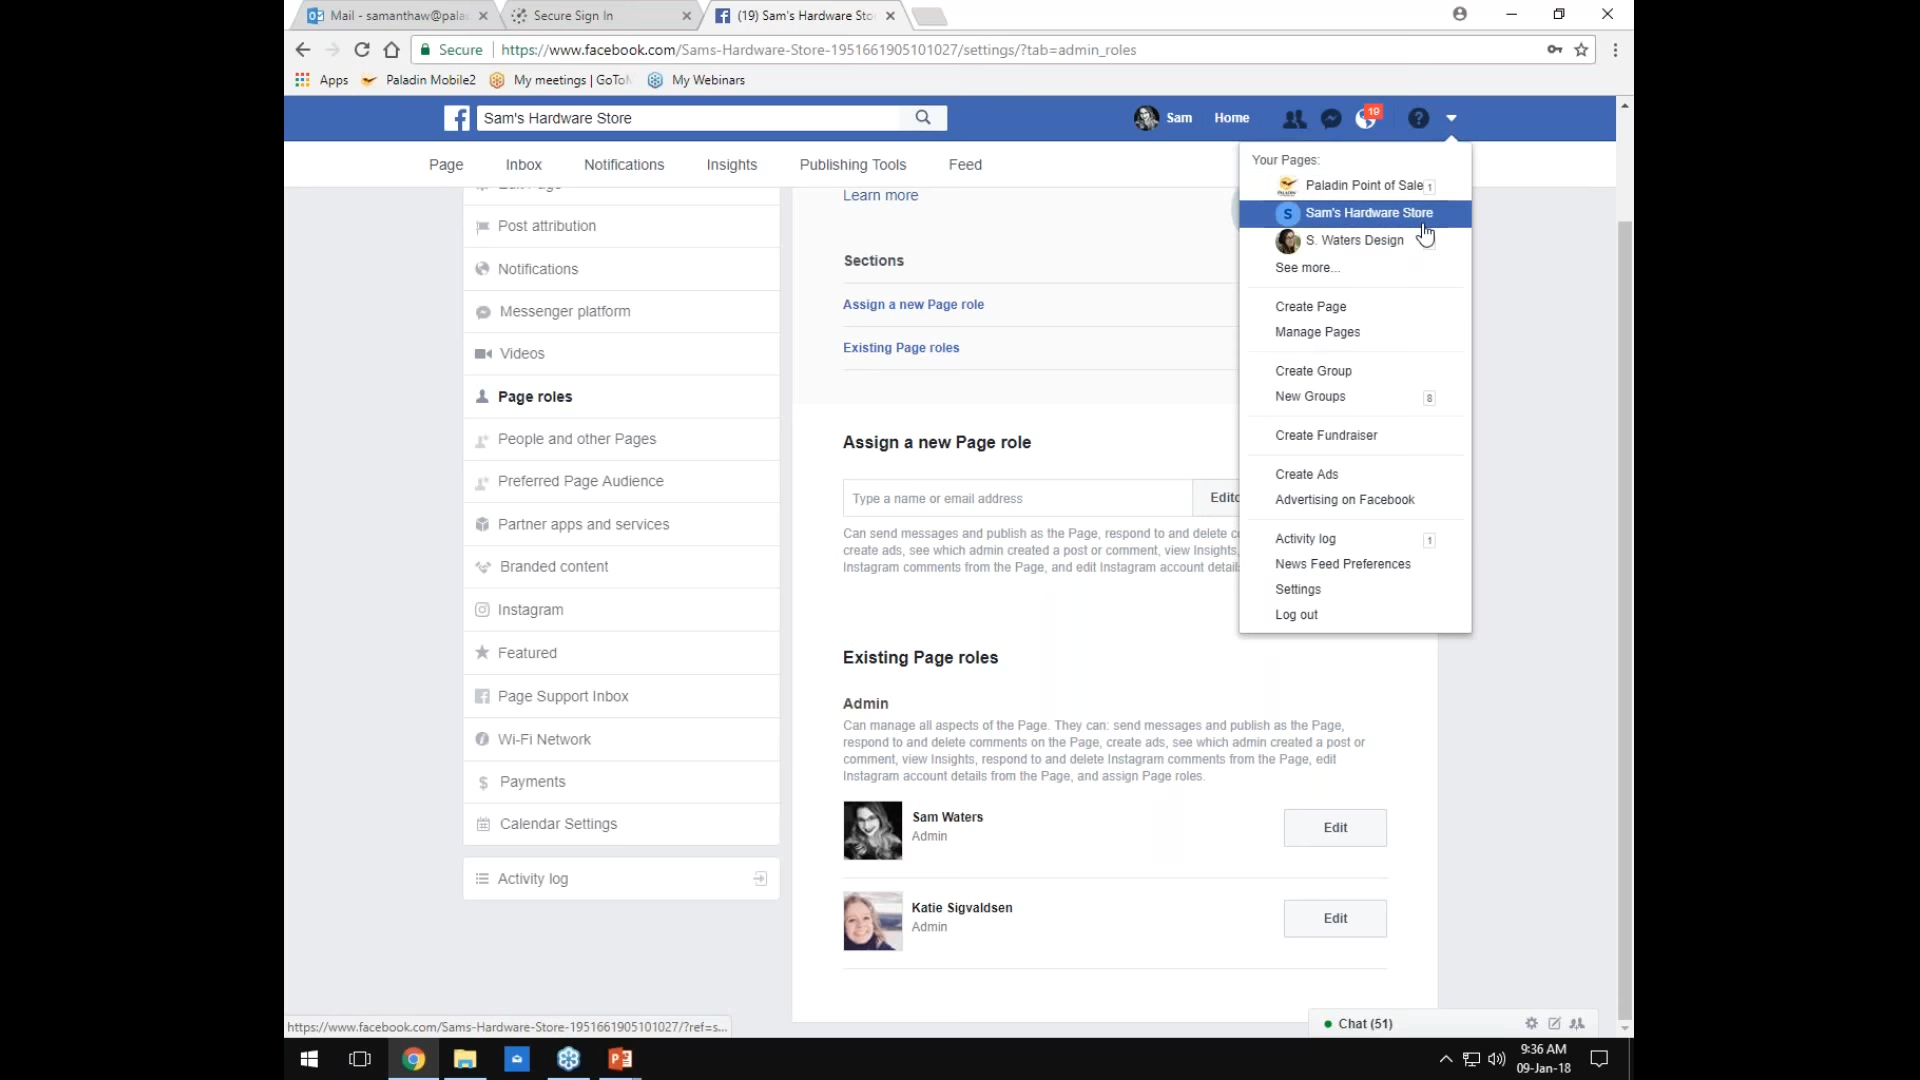 Mail - samanthaw@pala
Secure Sign In
(19) Sam's Hardware Sto
Secure
https://www.facebook.com/Sams-Hardware-Store-1951661905101027/settings/?tab=admin_roles
Apps
Paladin Mobile2
My meetings | GoToM
My Webinars
Sam's Hardware Store
Sam
Home
19
Page
Inbox
Notifications
Insights
Publishing Tools
Feed
Post attribution
Notifications
Messenger platform
Videos
Page roles
People and other Pages
Preferred Page Audience
Partner apps and services
Branded content
Instagram
Featured
Page Support Inbox
Wi-Fi Network
Payments
Calendar Settings
Activity log
Learn more
Sections
Assign a new Page role
Existing Page roles
Assign a new Page role
Type a name or email address
Can send messages and publish as the Page, respond to and delete
create ads, see which admin created a post or comment, view Insights,
Instagram comments from the Page, and edit Instagram account details
Existing Page roles
Admin
Can manage all aspects of the Page. They can: send messages and publish as the Page,
respond to and delete comments on the Page, create ads, see which admin created a post or
comment, view Insights, respond to and delete Instagram comments from the Page, edit
Instagram account details from the Page, and assign Page roles.
Sam Waters
Admin
Edit
Katie Sigvaldsen
Admin
Edit
Your Pages:
Paladin Point of Sale 1
S Sam's Hardware Store
S. Waters Design
See more...
Create Page
Manage Pages
Create Group
New Groups 8
Create Fundraiser
Create Ads
Advertising on Facebook
Activity log 1
News Feed Preferences
Settings
Log out
Chat (51)
https://www.facebook.com/Sams-Hardware-Store-1951661905101027/?ref=s...
9:36 AM
09-Jan-18